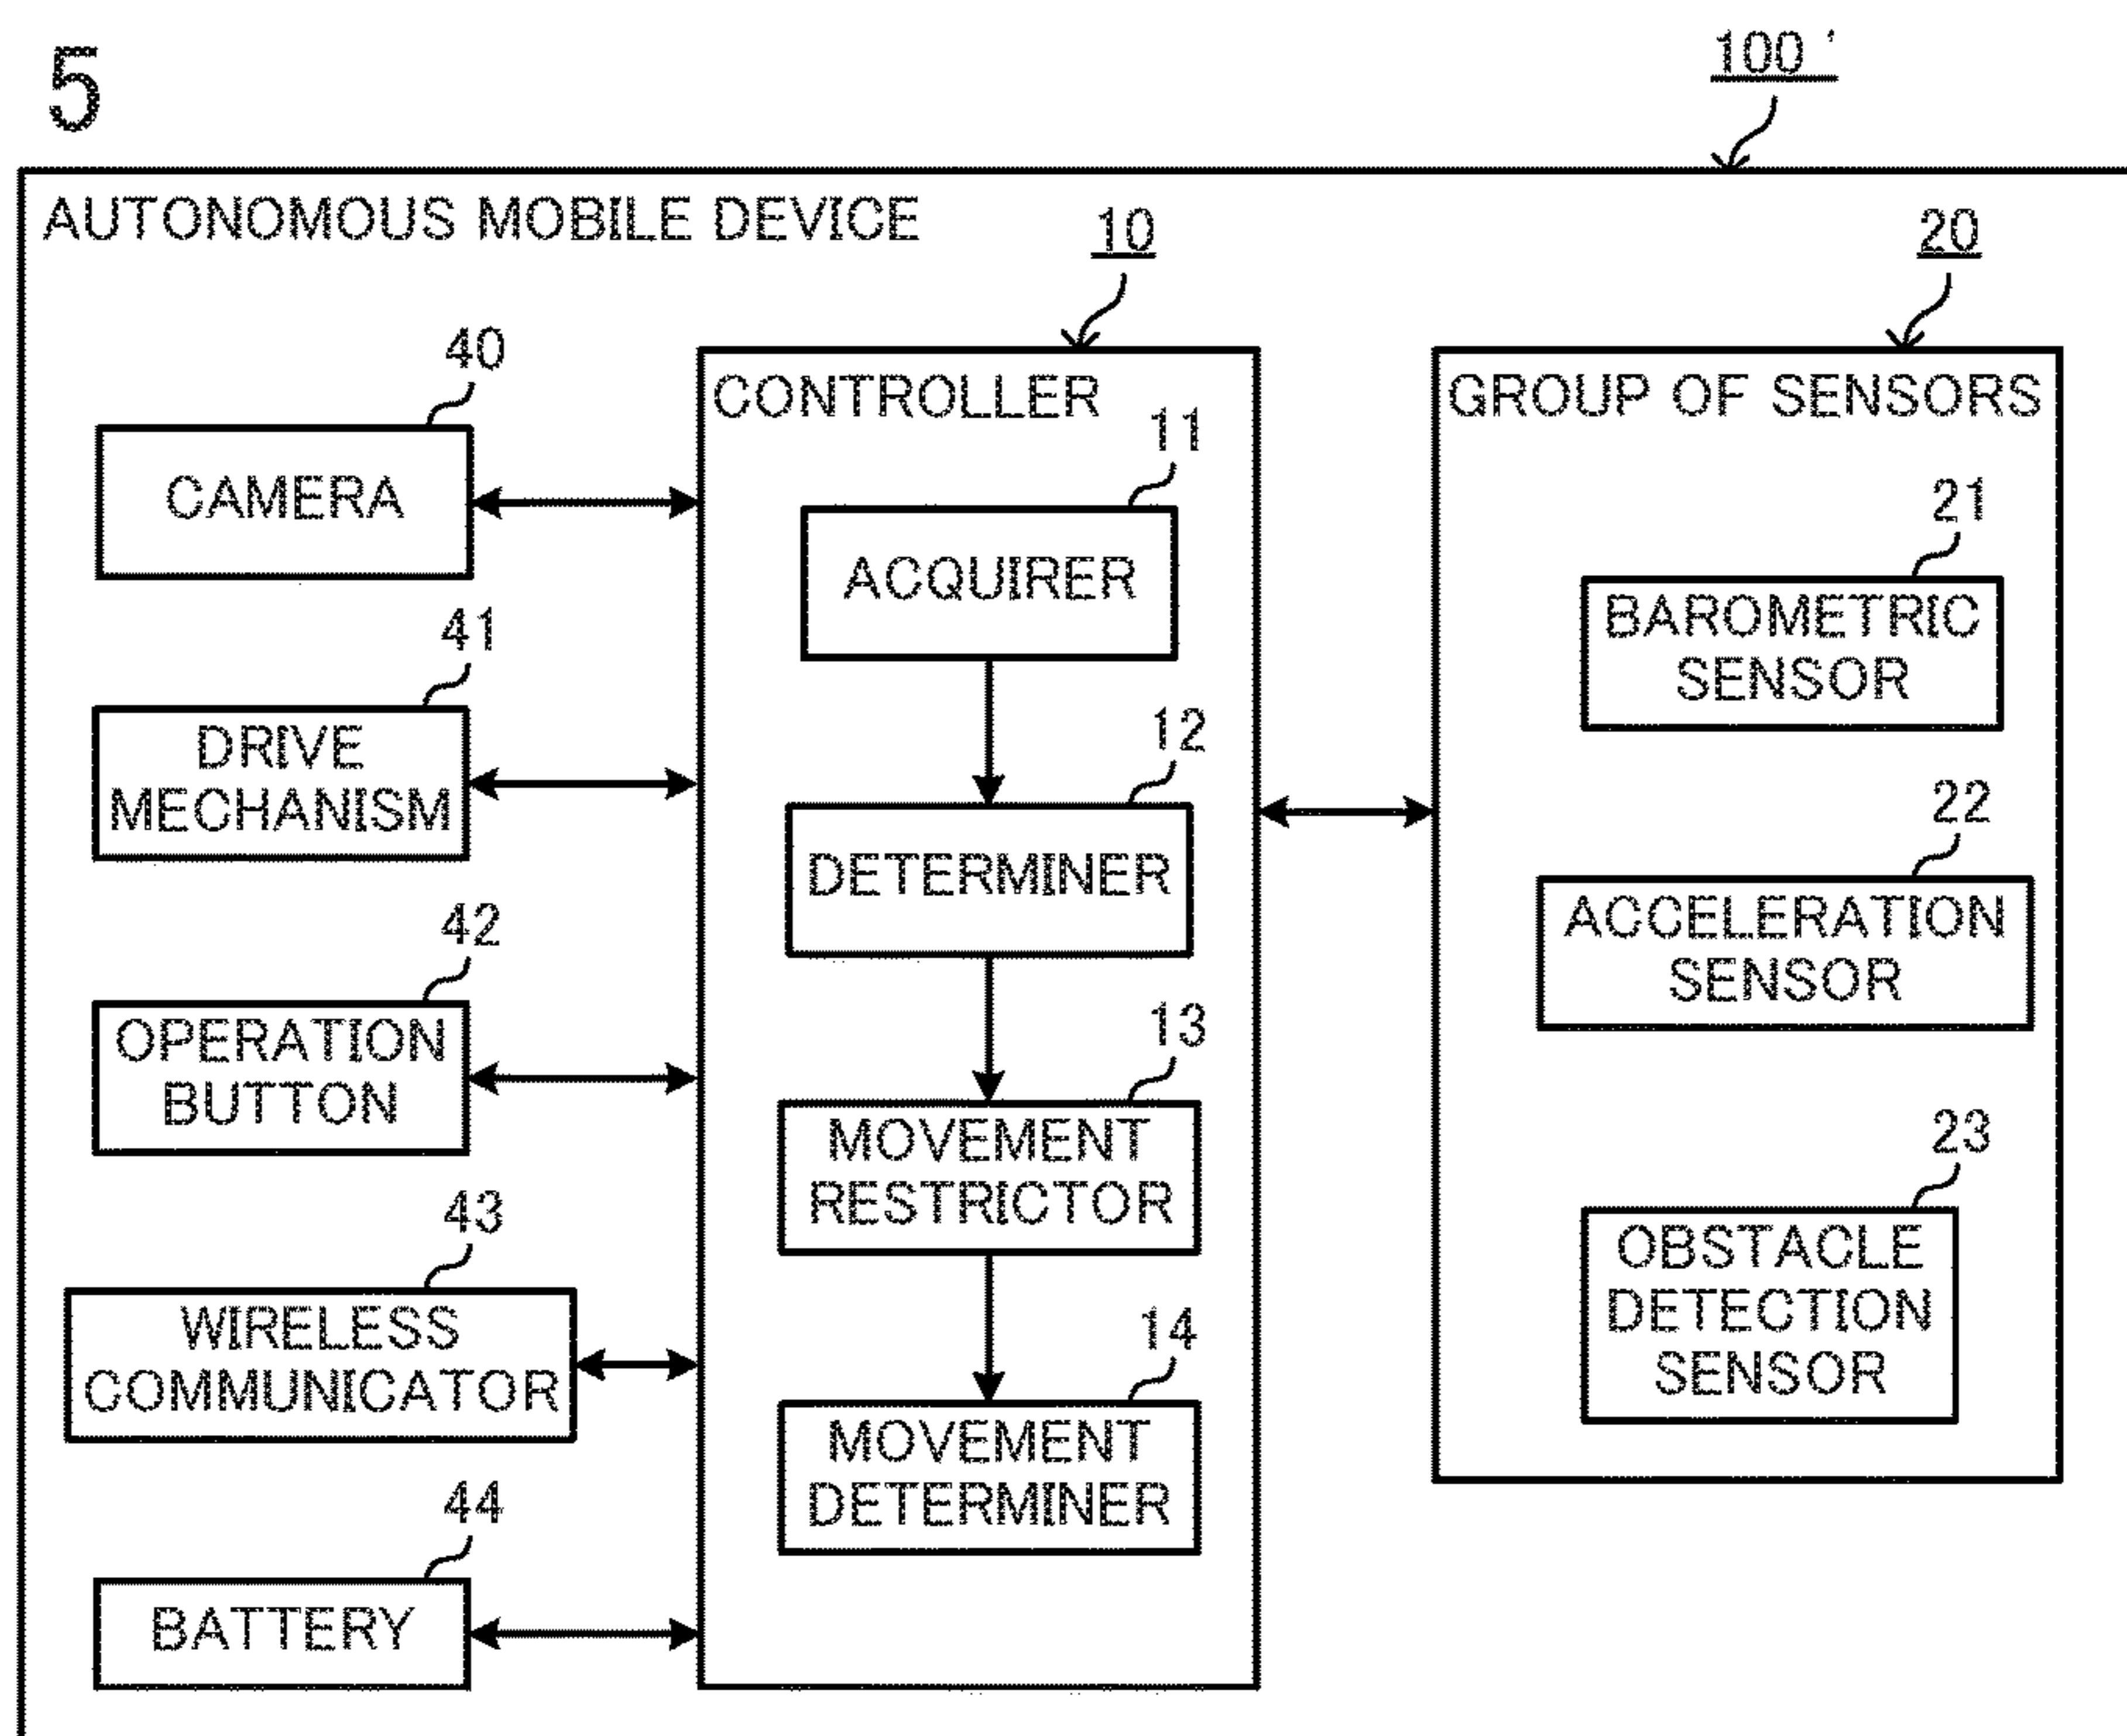 5
100'
AUTONOMOUS MOBILE DEVICE
10
20
40
CAMERA
41
DRIVE
MECHANISM
42
OPERATION
BUTTON
43
WIRELESS
COMMUNICATOR
44
BATTERY
CONTROLLER
11
ACQUIRER
12
DETERMINER
13
MOVEMENT
RESTRICTOR
14
MOVEMENT
DETERMINER
GROUP OF SENSORS
21
BAROMETRIC
SENSOR
22
ACCELERATION
SENSOR
23
OBSTACLE
DETECTION
SENSOR